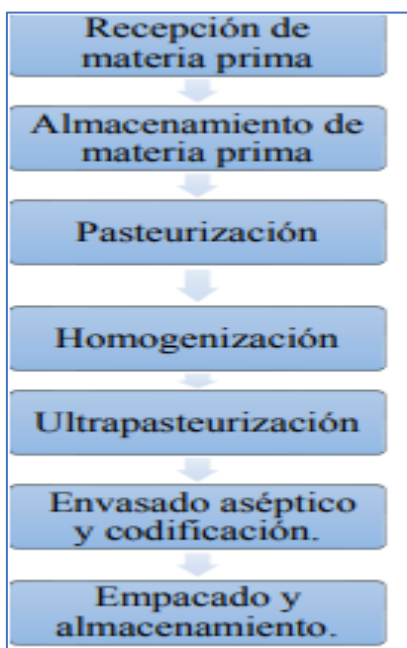 Recepción de
materia prima
Almacenamiento de
materia prima
Pasteurización
Homogenización
Ultrapasteurización
Envasado aséptico
y codificación.
Empacado y
almacenamiento.